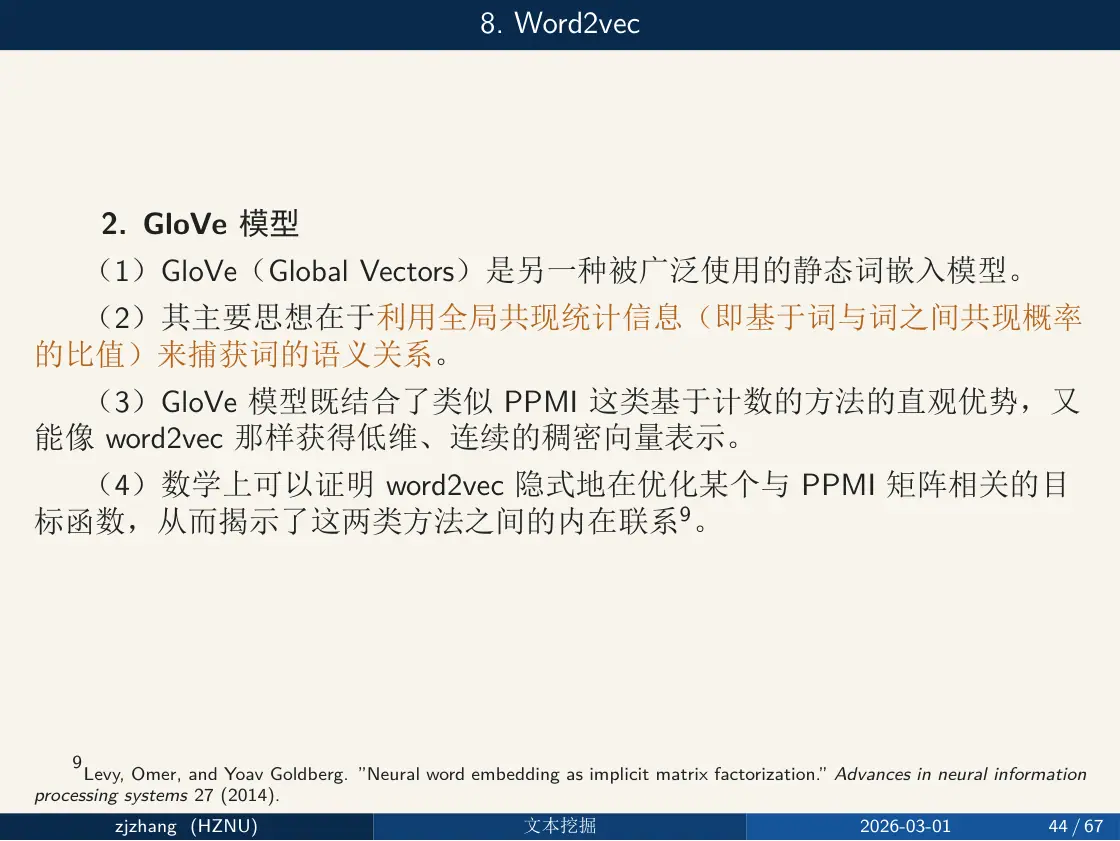 8. Word2vec
2. GloVe 模型
（1）GloVe（Global Vectors）是另一种被广泛使用的静态词嵌入模型。
（2）其主要思想在于利用全局共现统计信息（即基于词与词之间共现概率
的比值）来捕获词的语义关系。
（3）GloVe 模型既结合了类似 PPMI 这类基于计数的方法的直观优势，又
能像 word2vec 那样获得低维、连续的稠密向量表示。
（4）数学上可以证明 word2vec 隐式地在优化某个与 PPMI 矩阵相关的目
标函数，从而揭示了这两类方法之间的内在联系9。
9Levy, Omer, and Yoav Goldberg. ”Neural word embedding as implicit matrix factorization.” Advances in neural information
processing systems 27 (2014).
zjzhang (HZNU) 文本挖掘 2026-03-01 44 / 67